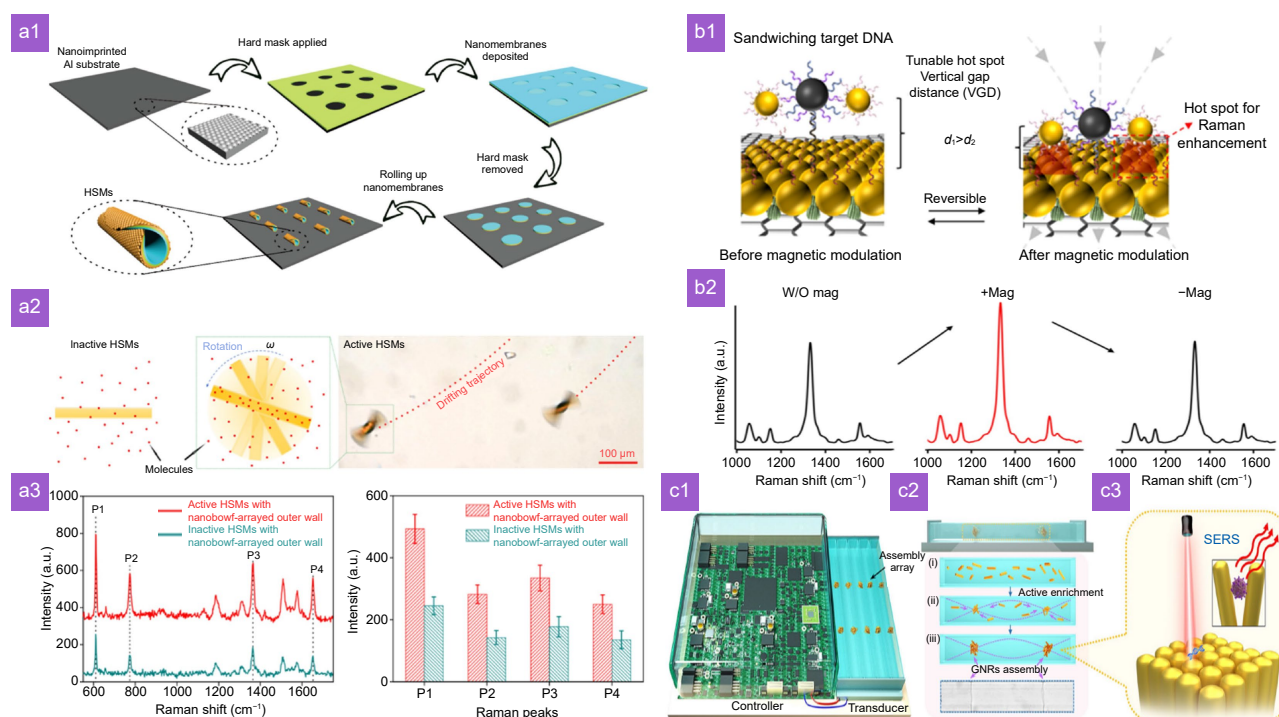 a1
Nanoimprinted
Al substrate
Hard mask applied
Nanomembranes
deposited
Hard mask
removed
Rolling up
nanomembranes
HSMs
a2
Inactive HSMs
Rotation
ω
Active HSMs
Drifting trajectory
Molecules
100 μm
a3
1000
800
600
400
200
0
600
800
1000
1200
1400
1600
Intensity (a.u.)
Raman shift (cm⁻¹)
P1
P2
P3
P4
Active HSMs with
nanobowf-arrayed outer wall
Inactive HSMs with
nanobowf-arrayed outer wall
600
400
200
0
Intensity (a.u.)
Active HSMs with
nanobowf-arrayed outer wall
Inactive HSMs with
nanobowf-arrayed outer wall
P1
P2
P3
P4
Raman peaks
b1
Sandwiching target DNA
Tunable hot spot
Vertical gap
distance (VGD)
d₁>d₂
Hot spot for
Raman
enhancement
Reversible
Before magnetic modulation
After magnetic modulation
b2
W/O mag
+Mag
−Mag
Intensity (a.u.)
1000 1200 1400 1600
1000 1200 1400 1600
1000 1200 1400 1600
Raman shift (cm⁻¹)
Raman shift (cm⁻¹)
Raman shift (cm⁻¹)
c1
Assembly
array
Controller
Transducer
c2
(i)
Active enrichment
(ii)
(iii)
GNRs assembly
c3
SERS